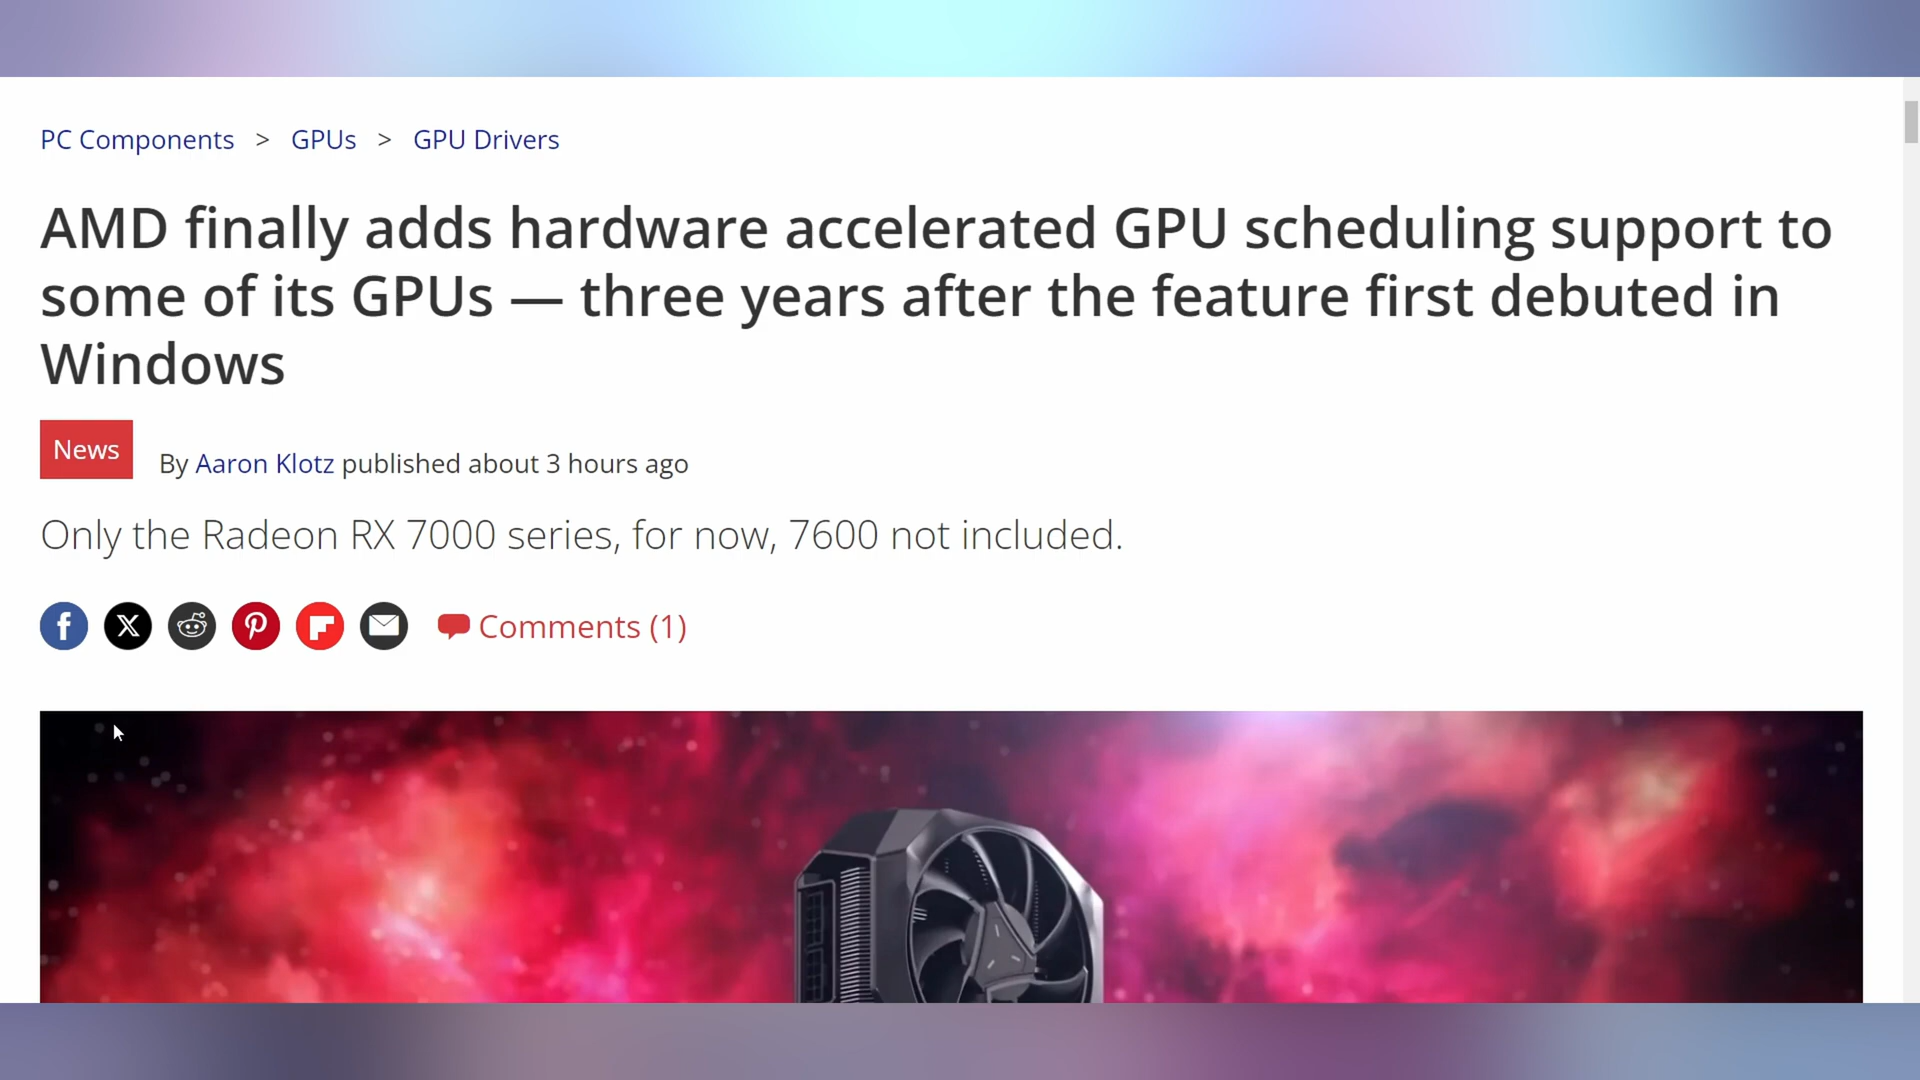 PC Components > GPUs > GPU Drivers
AMD finally adds hardware accelerated GPU scheduling support to
some of its GPUs — three years after the feature first debuted in
Windows
News
By Aaron Klotz published about 3 hours ago
Only the Radeon RX 7000 series, for now, 7600 not included.
Comments (1)